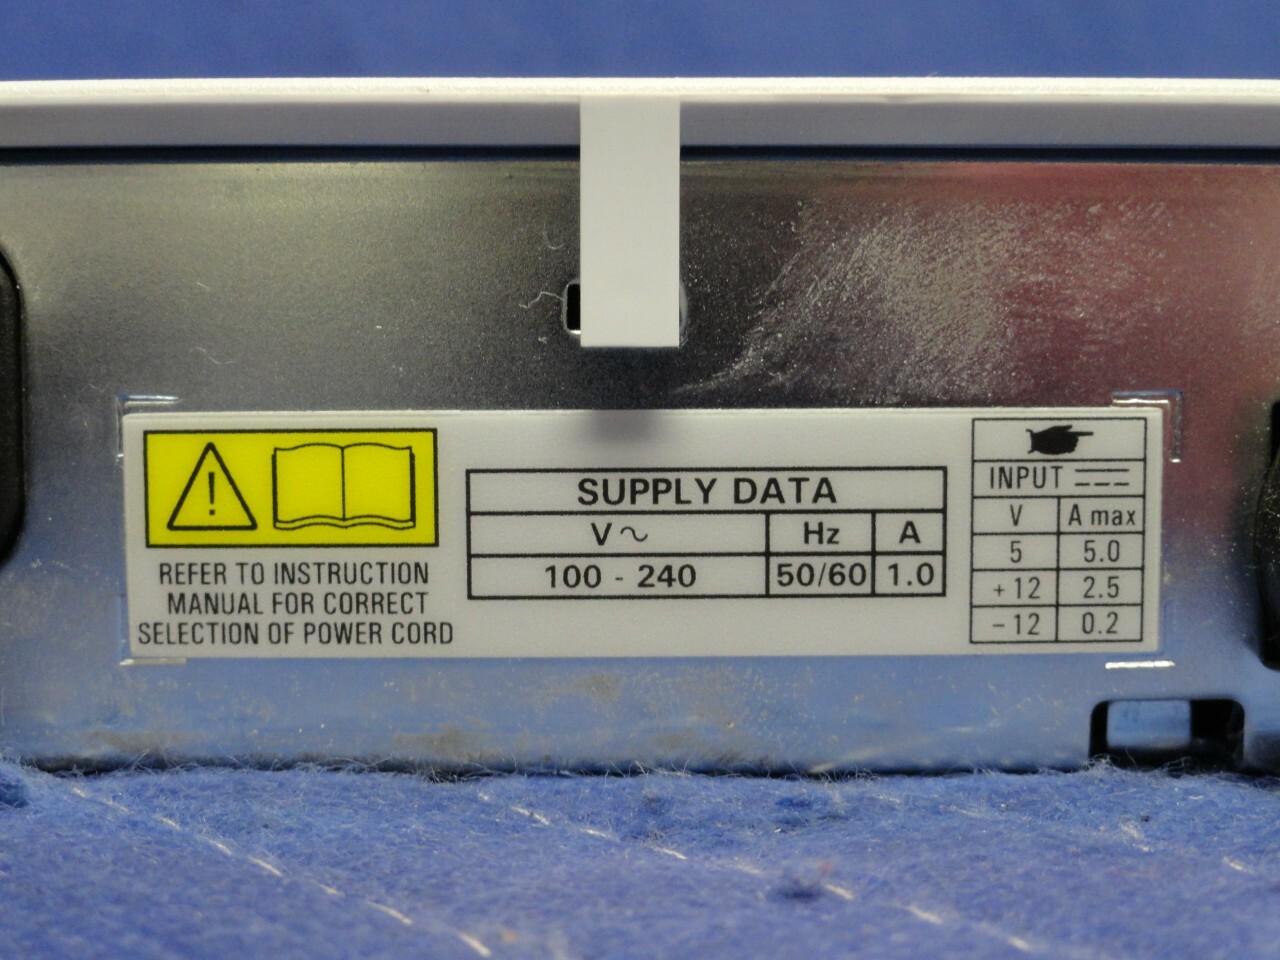 !
REFER TO INSTRUCTION
MANUAL FOR CORRECT
SELECTION OF POWER CORD
SUPPLY DATA
V~ Hz A
100 - 240 50/60 1.0
INPUT ⎓
V A max
5 5.0
+12 2.5
-12 0.2